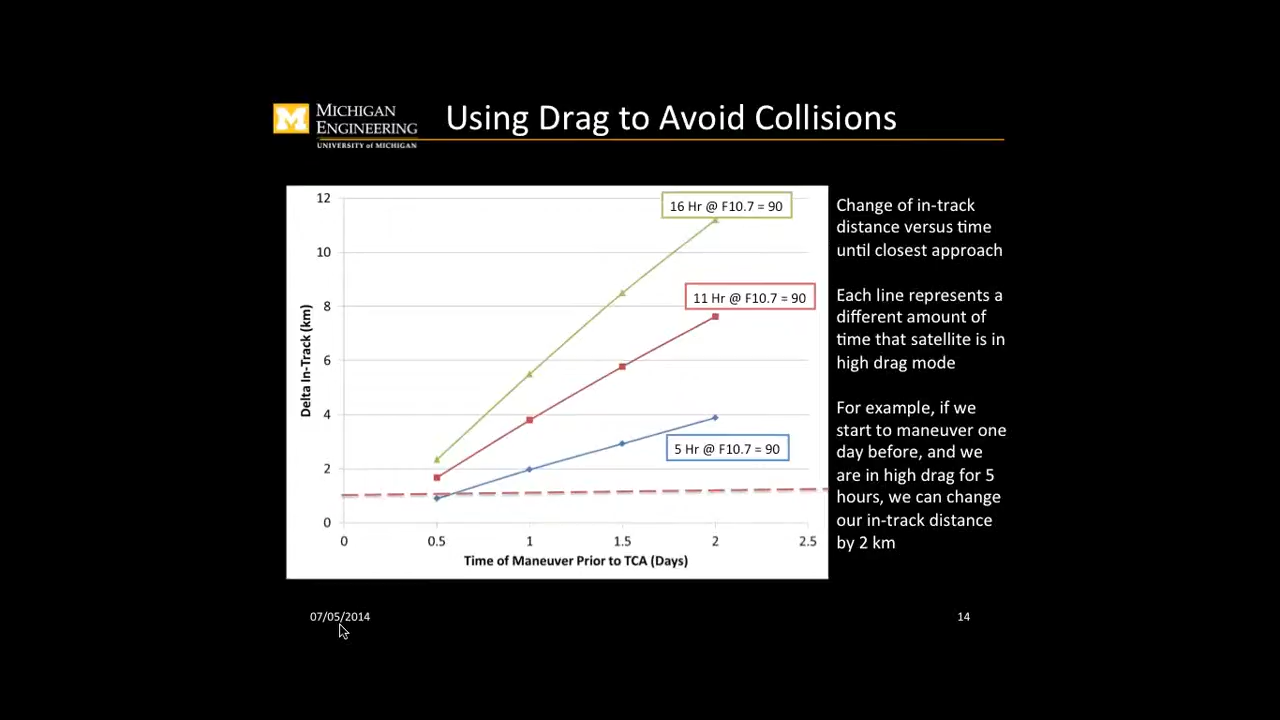 MICHIGAN
ENGINEERING
UNIVERSITY of MICHIGAN
Using Drag to Avoid Collisions
12
10
8
6
4
2
0
0
0.5
1
1.5
2
2.5
Delta In-Track (km)
Time of Maneuver Prior to TCA (Days)
16 Hr @ F10.7 = 90
11 Hr @ F10.7 = 90
5 Hr @ F10.7 = 90
Change of in-track
distance versus time
until closest approach
Each line represents a
different amount of
time that satellite is in
high drag mode
For example, if we
start to maneuver one
day before, and we
are in high drag for 5
hours, we can change
our in-track distance
by 2 km
07/05/2014
14